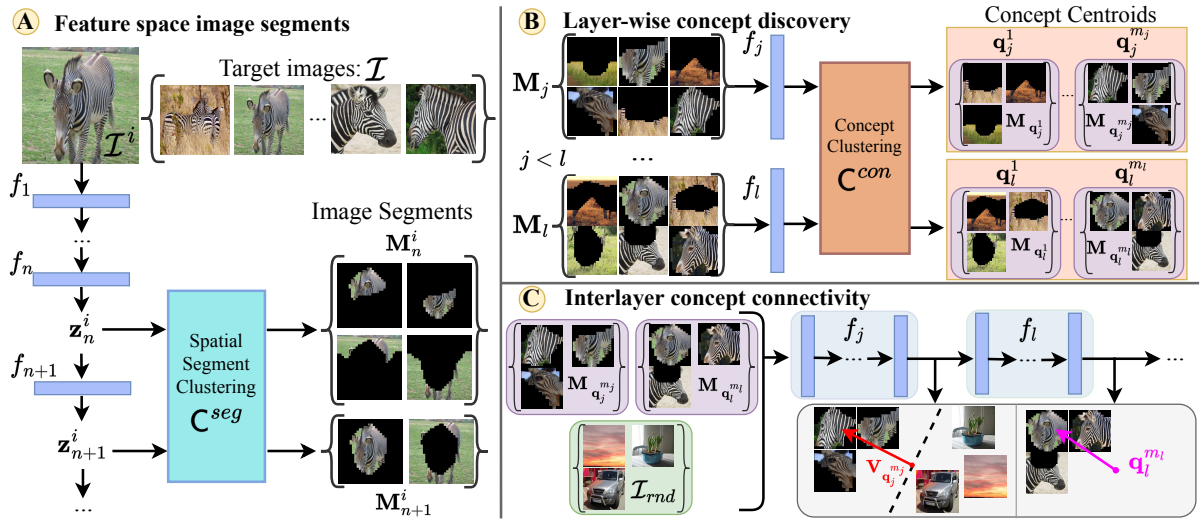 A Feature space image segments
Target images: 𝓘
𝓘^i
f_1
...
...
f_n
z_n^i
f_{n+1}
z_{n+1}^i
...
Spatial
Segment
Clustering
C^{seg}
Image Segments
M_n^i
M_{n+1}^i
B Layer-wise concept discovery
M_j
f_j
j < l
...
M_l
f_l
Concept
Clustering
C^{con}
Concept Centroids
q_j^1
q_j^{m_j}
M_{q_j^1}
...
M_{q_j^{m_j}}
q_l^1
q_l^{m_l}
M_{q_l^1}
...
M_{q_l^{m_l}}
C Interlayer concept connectivity
M_{q_j^{m_j}}
M_{q_l^{m_l}}
𝓘_{rnd}
f_j
...
f_l
...
...
V_{q_j^{m_j}}
q_l^{m_l}